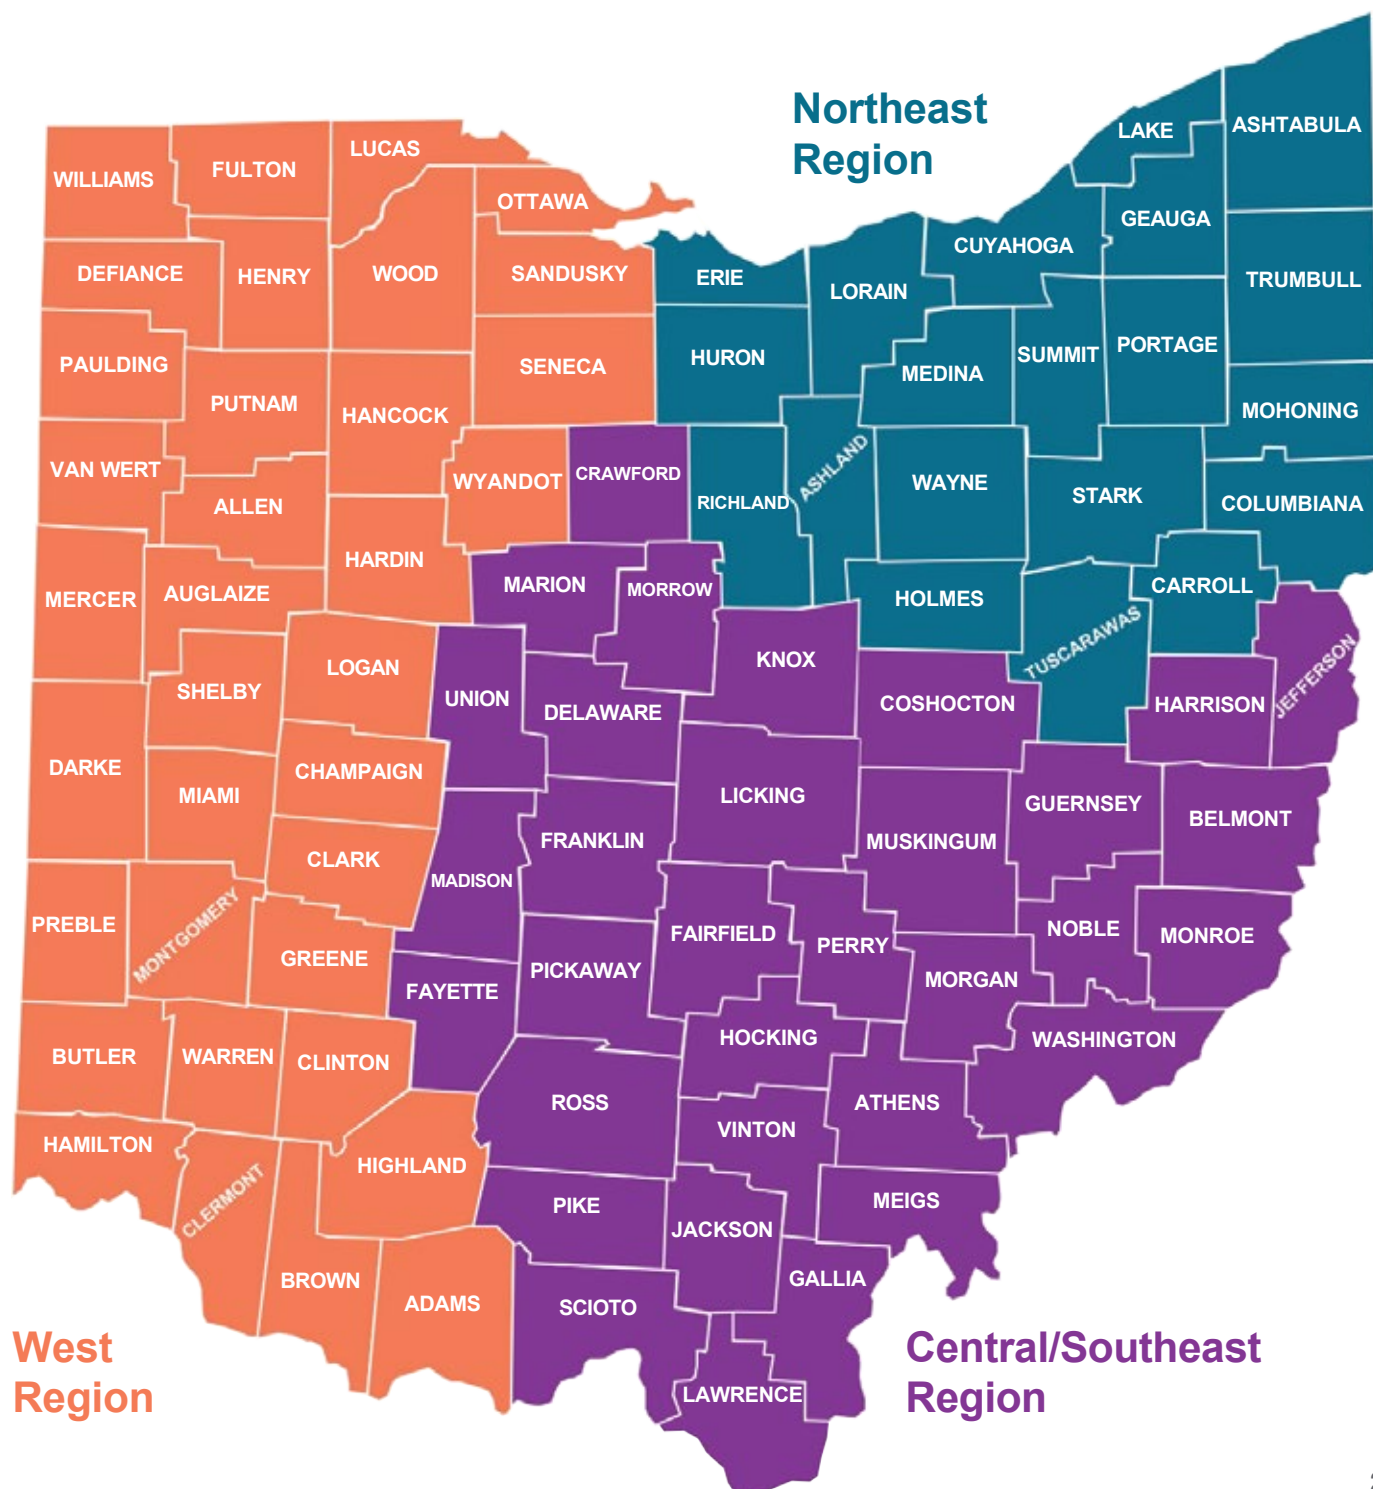 Northeast
Region
LAKE
ASHTABULA
LUCAS
FULTON
WILLIAMS
OTTAWA
GEAUGA
CUYAHOGA
DEFIANCE
HENRY
WOOD
SANDUSKY
ERIE
LORAIN
TRUMBULL
PAULDING
SENECA
HURON
MEDINA
SUMMIT
PORTAGE
PUTNAM
HANCOCK
MOHONING
VAN WERT
WYANDOT
CRAWFORD
RICHLAND
ASHLAND
WAYNE
STARK
COLUMBIANA
ALLEN
HARDIN
MERCER
AUGLAIZE
MARION
MORROW
HOLMES
CARROLL
TUSCARAWAS
LOGAN
KNOX
SHELBY
UNION
DELAWARE
COSHOCTON
HARRISON
JEFFERSON
DARKE
CHAMPAIGN
MIAMI
LICKING
GUERNSEY
BELMONT
FRANKLIN
MUSKINGUM
CLARK
MADISON
PREBLE
MONTGOMERY
GREENE
FAIRFIELD
PERRY
NOBLE
MONROE
PICKAWAY
FAYETTE
MORGAN
HOCKING
WASHINGTON
BUTLER
WARREN
CLINTON
ROSS
ATHENS
VINTON
HAMILTON
CLERMONT
HIGHLAND
PIKE
JACKSON
MEIGS
BROWN
ADAMS
SCIOTO
GALLIA
LAWRENCE
West
Region
Central/Southeast
Region